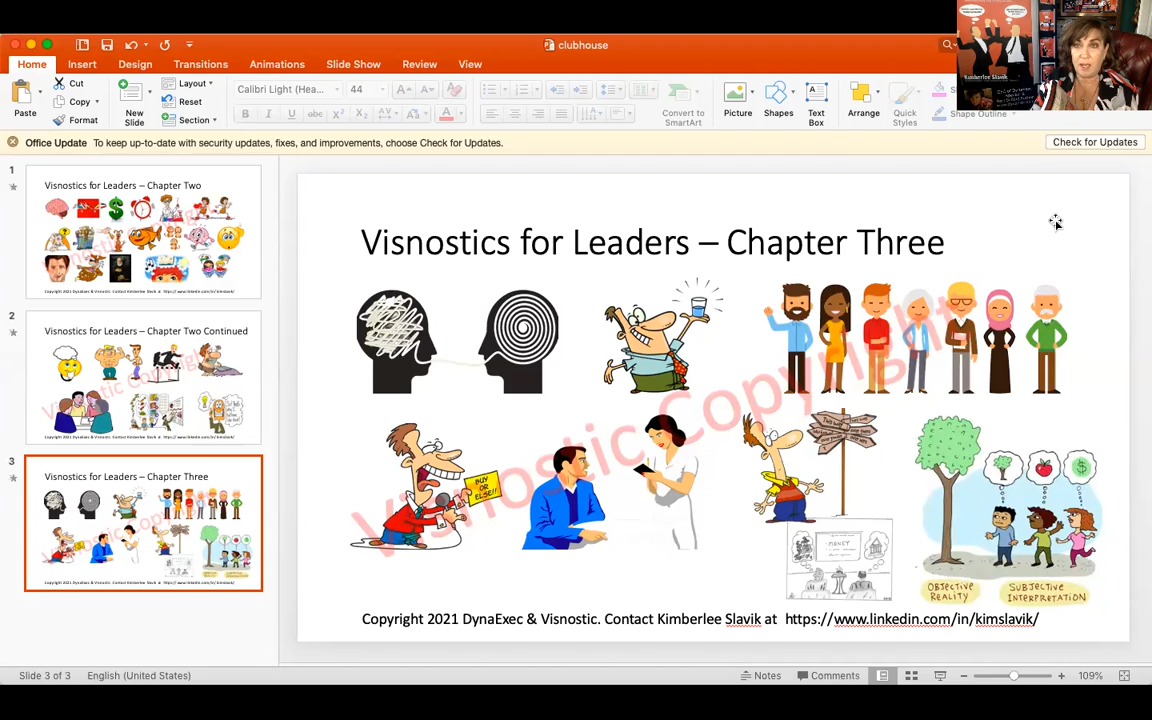 clubhouse
Home Insert Design Transitions Animations Slide Show Review View
Paste
Cut
Copy
Format
New
Slide
Layout
Reset
Section
Calibri Light (Hea...
44
Convert to
SmartArt
Picture
Shapes
Text
Box
Arrange
Quick
Styles
Shape Outline
Kimberlee Slavik
Office Update To keep up-to-date with security updates, fixes, and improvements, choose Check for Updates.
Check for Updates
1
Visnostics for Leaders – Chapter Two
Copyright 2021 DynaExec & Visnostic. Contact Kimberlee Slavik at https://www.linkedin.com/in/kimslavik/
2
Visnostics for Leaders – Chapter Two Continued
Copyright 2021 DynaExec & Visnostic. Contact Kimberlee Slavik at https://www.linkedin.com/in/kimslavik/
3
Visnostics for Leaders – Chapter Three
Copyright 2021 DynaExec & Visnostic. Contact Kimberlee Slavik at https://www.linkedin.com/in/kimslavik/
Visnostics for Leaders – Chapter Three
Visnostic Copyright
BUY
OR
ELSE!!
MONEY
OBJECTIVE
REALITY
SUBJECTIVE
INTERPRETATION
Copyright 2021 DynaExec & Visnostic. Contact Kimberlee Slavik at https://www.linkedin.com/in/kimslavik/
Slide 3 of 3
English (United States)
Notes
Comments
109%